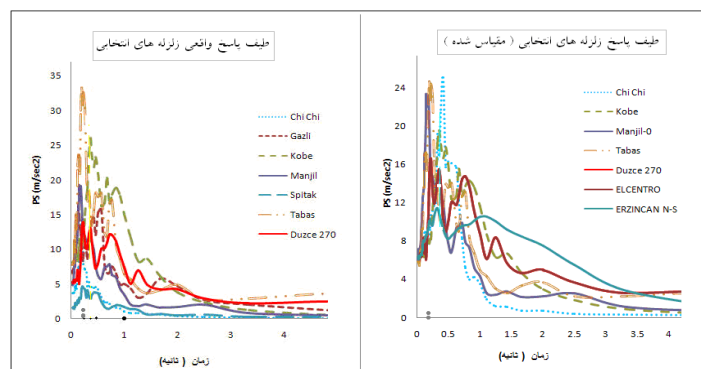 طیف پاسخ واقعی زلزله های انتخابی
PS (m/sec2)
35
30
25
20
15
10
5
0
0
1
2
3
4
Chi Chi
Gazli
Kobe
Manjil
Spitak
Tabas
Duzce 270
زمان ( ثانیه)
طیف پاسخ زلزله های انتخابی ( مقیاس شده )
PS (m/sec2)
24
20
16
12
8
4
0
0
0.5
1
1.5
2
2.5
3
3.5
4
Chi Chi
Kobe
Manjil-0
Tabas
Duzce 270
ELCENTRO
ERZINCAN N-S
زمان ( ثانیه)